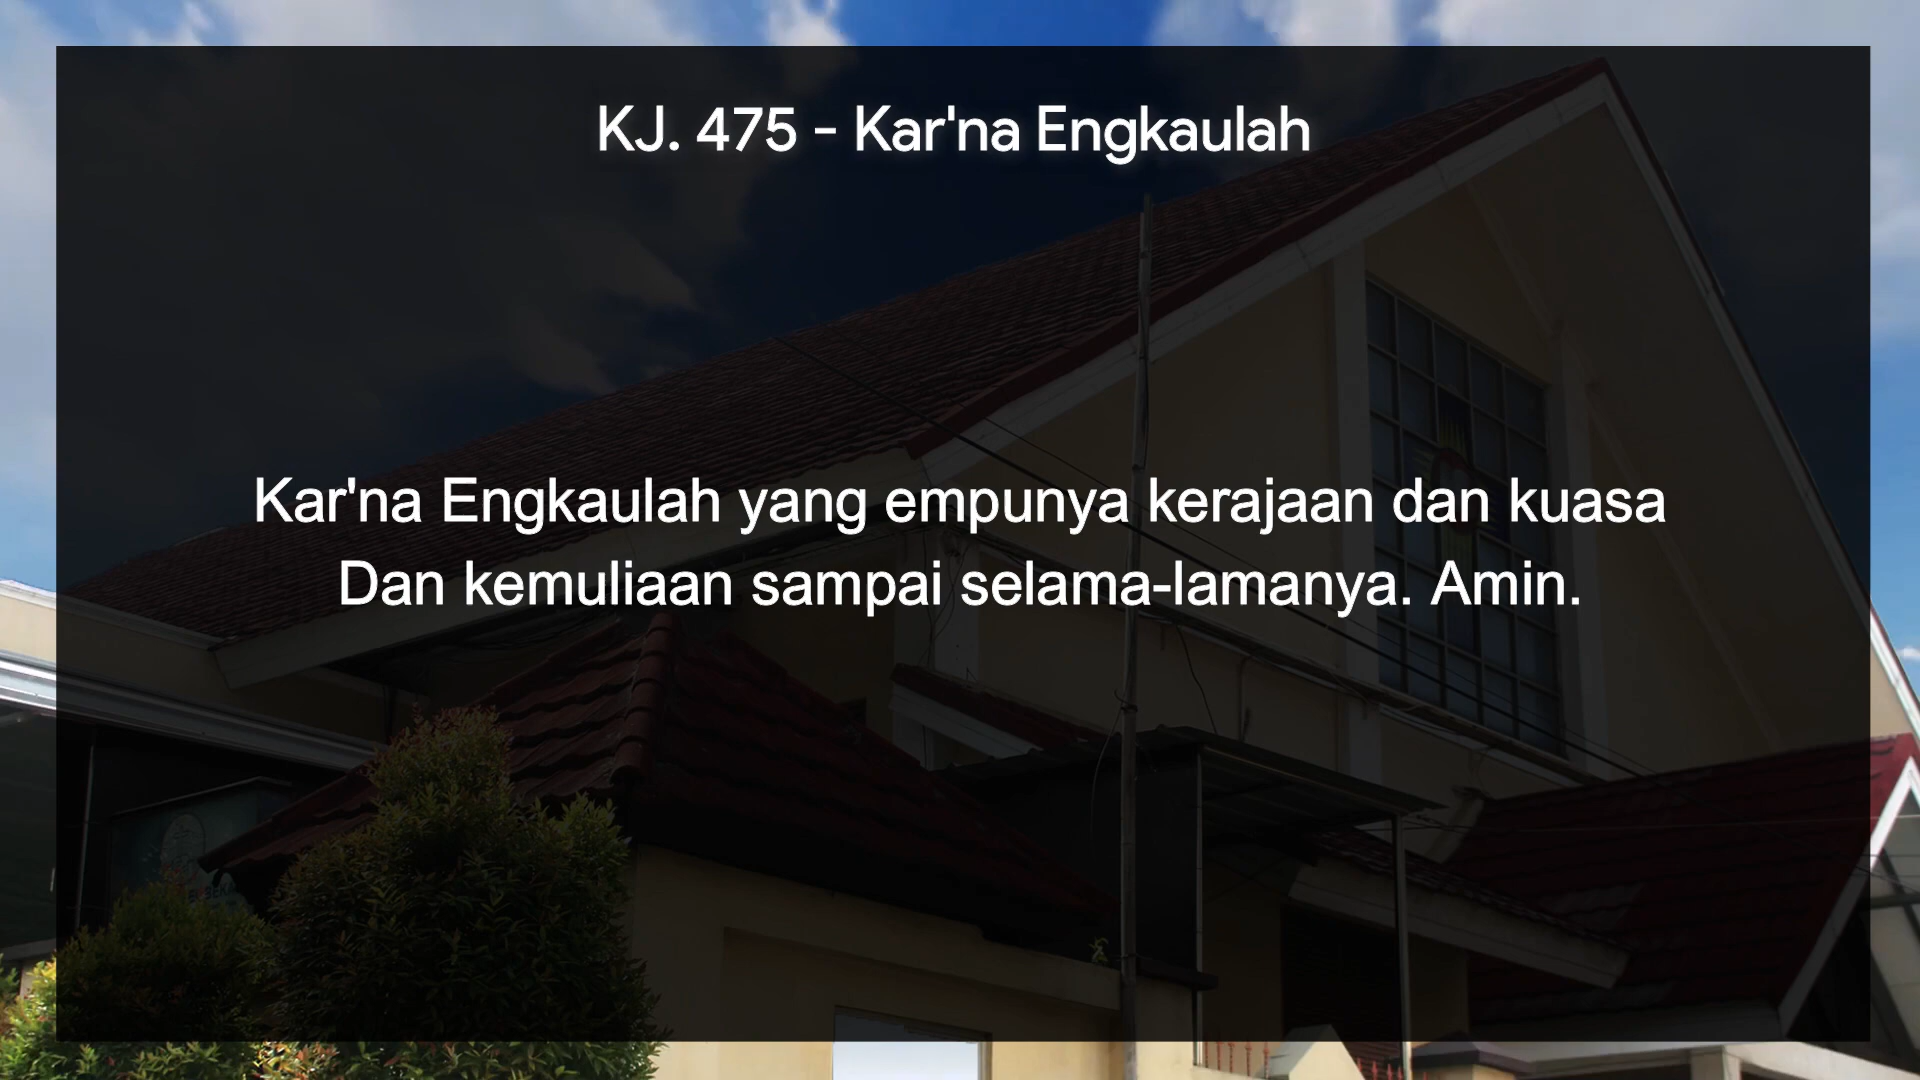 KJ. 475 - Kar'na Engkaulah
Kar'na Engkaulah yang empunya kerajaan dan kuasa
Dan kemuliaan sampai selama-lamanya. Amin.